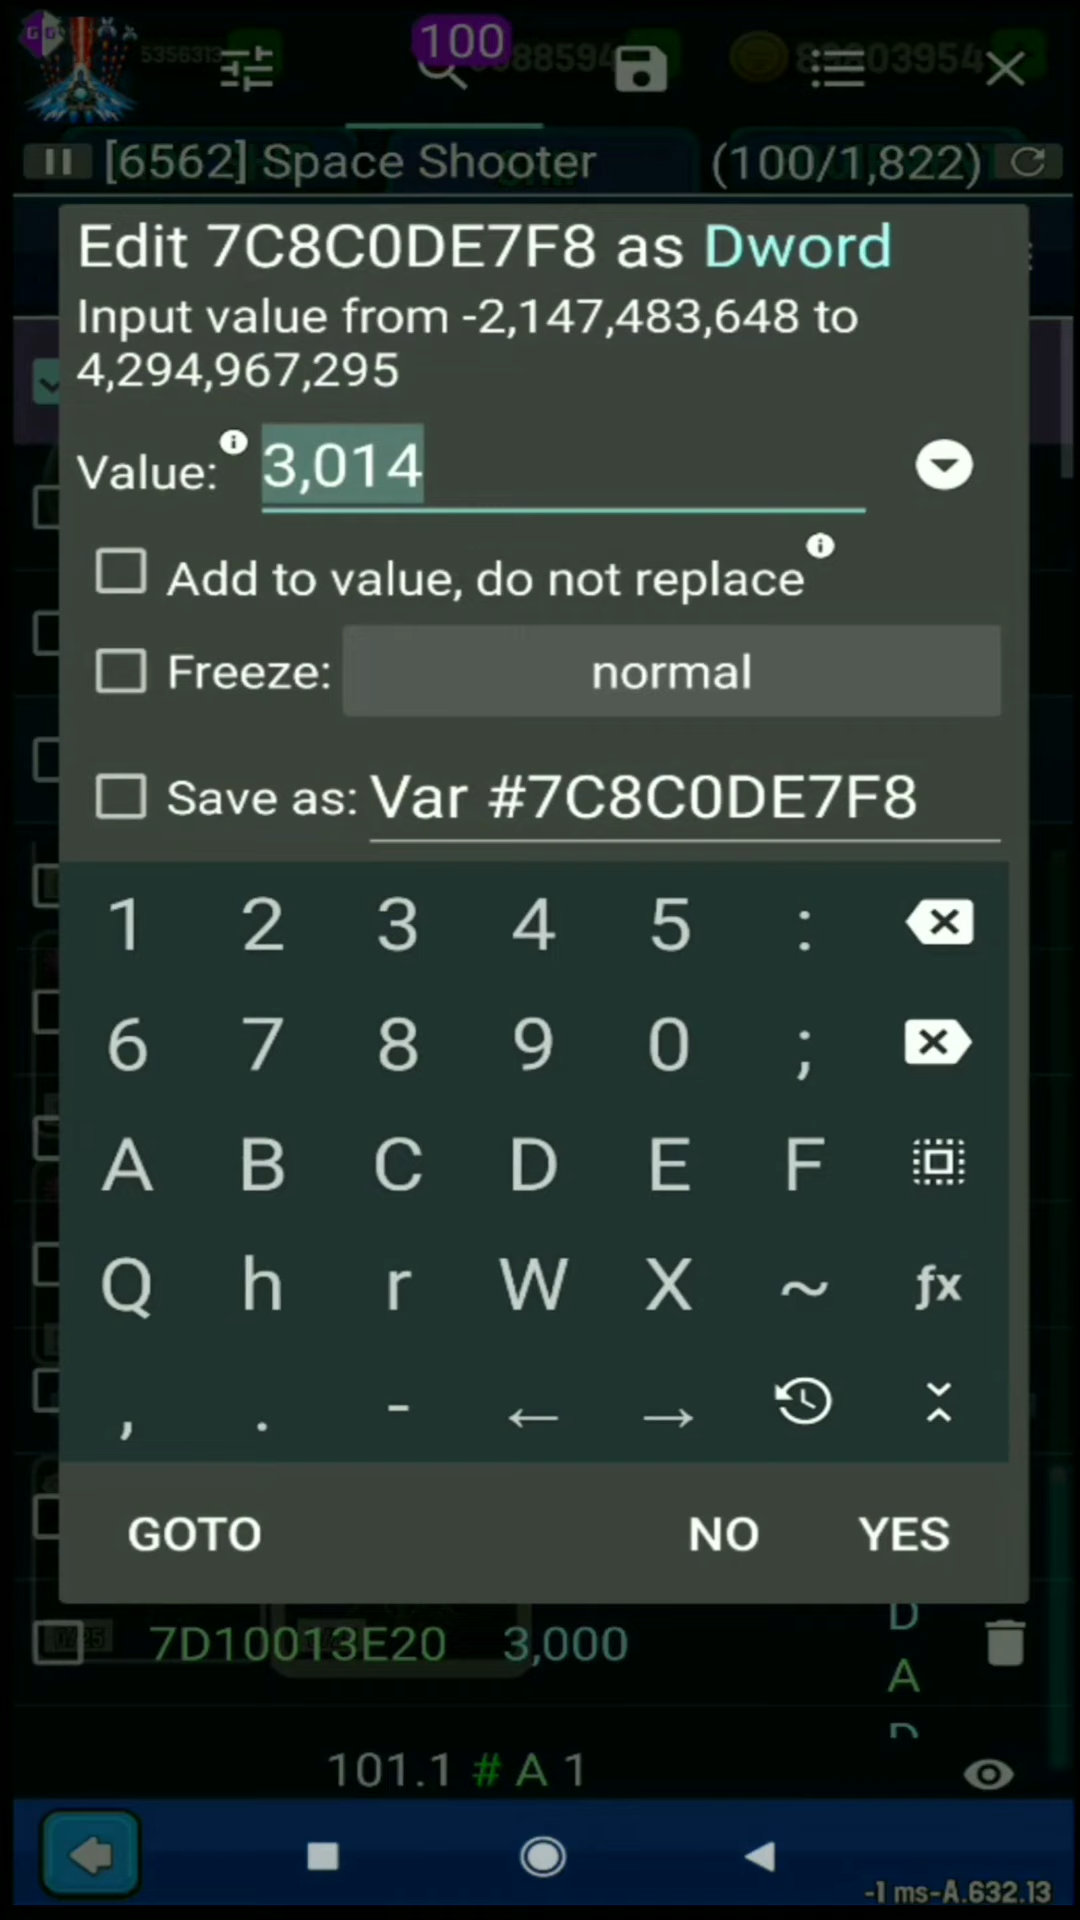 5356313
100
88594
89803954
[6562] Space Shooter (100/1,822)
Edit 7C8C0DE7F8 as Dword
Input value from -2,147,483,648 to
4,294,967,295
Value: 3,014
Add to value, do not replace
Freeze: normal
Save as: Var #7C8C0DE7F8
1 2 3 4 5 :
6 7 8 9 0 ;
A B C D E F
Q h r W X ~ fx
, . - ← →
GOTO NO YES
D
7D10013E20 3,000
A
D
101.1 # A 1
-1 ms-A.632.13